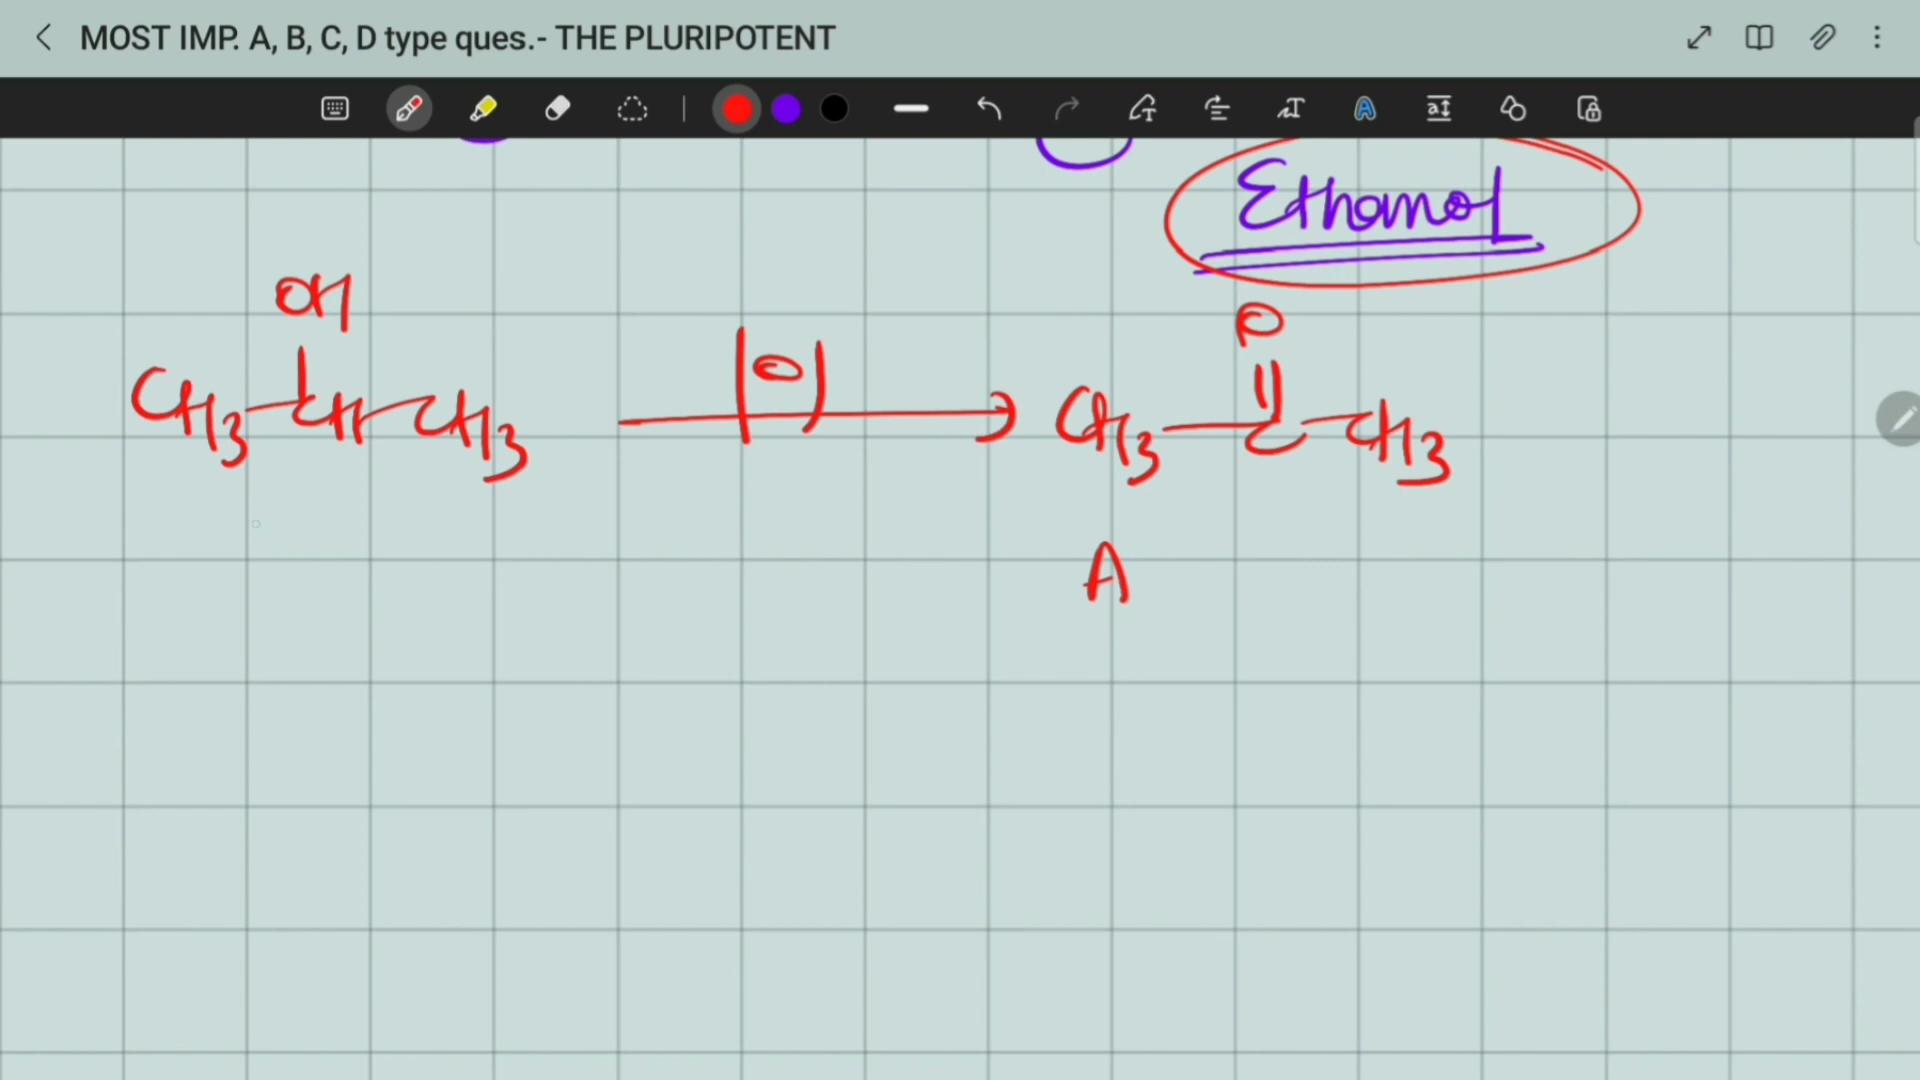 MOST IMP. A, B, C, D type ques.- THE PLURIPOTENT
Ethanol
OH
CH3-CH-CH3
[O]
O
CH3-C-CH3
A